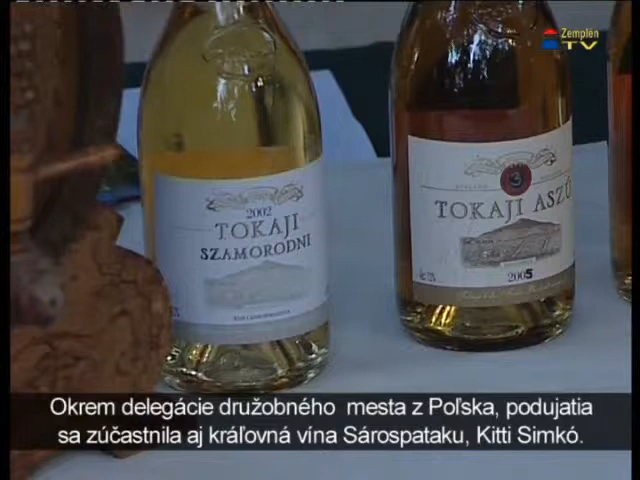 Zemplén
TV
2002
TOKAJI
SZAMORODNI
3
TOKAJI ASZÚ
2005
Okrem delegácie družobného mesta z Poľska, podujatia
sa zúčastnila aj kráľovná vína Sárospataku, Kitti Simkó.